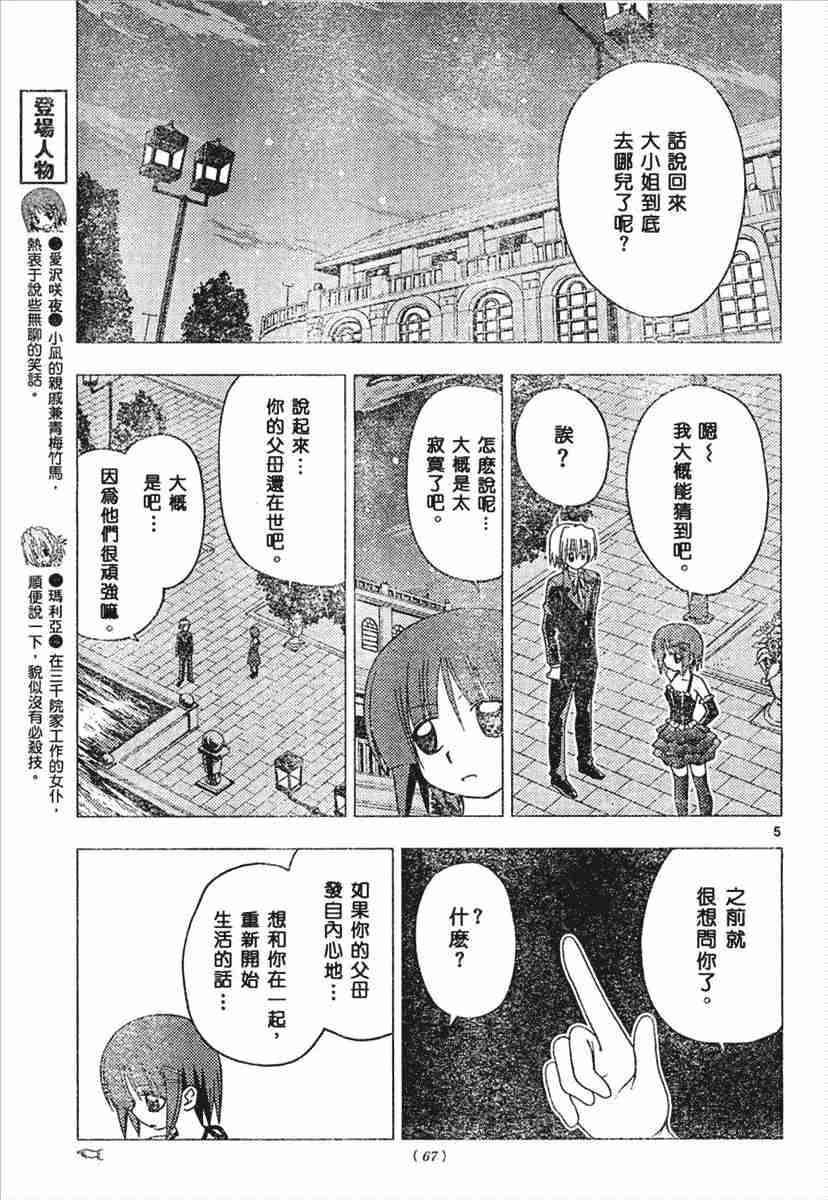 話說回來
大小姐到底
去哪兒了呢？
嗯～
我大概能猜到吧。
誒？
怎麽說呢…
大概是太
寂寞了吧。
說起來…
你的父母還在世吧。
大概
是吧…
因爲他們很頑強嘛。
5
之前就
很想問你了。
？
什麽？
如果你的父母
發自內心地…
想和你在一起，
重新開始
生活的話…
登場人物
●愛沢咲夜●小凪的親戚兼青梅竹馬，
熱衷于說些無聊的笑話。
●瑪利亞●在三千院家工作的女仆，
順便說一下，貌似沒有必殺技。
（67）